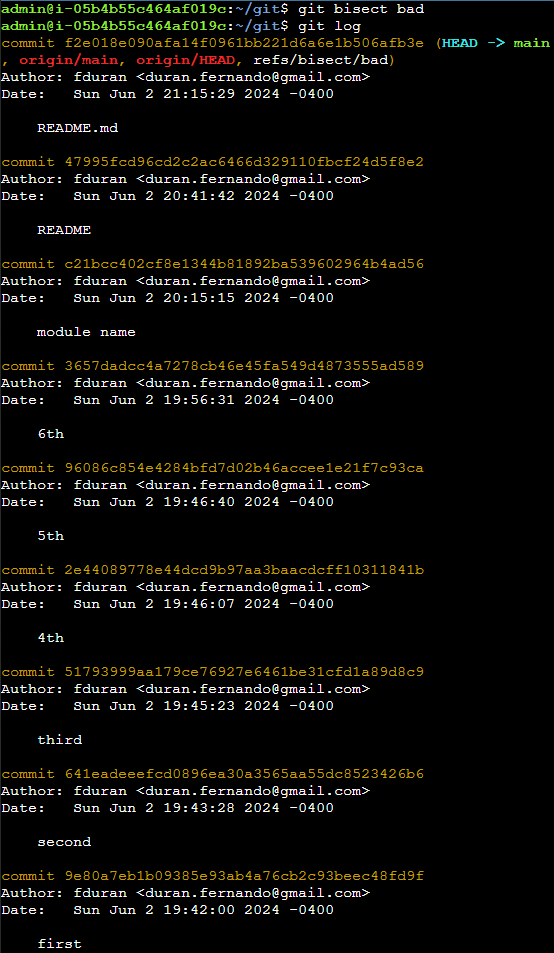 admin@i-05b4b55c464af019c:~/git$ git bisect bad
admin@i-05b4b55c464af019c:~/git$ git log
commit f2e018e090afa14f0961bb221d6a6e1b506afb3e (HEAD -> main
, origin/main, origin/HEAD, refs/bisect/bad)
Author: fduran <duran.fernando@gmail.com>
Date:   Sun Jun 2 21:15:29 2024 -0400
README.md
commit 47995fcd96cd2c2ac6466d329110fbcf24d5f8e2
Author: fduran <duran.fernando@gmail.com>
Date:   Sun Jun 2 20:41:42 2024 -0400
README
commit c21bcc402cf8e1344b81892ba539602964b4ad56
Author: fduran <duran.fernando@gmail.com>
Date:   Sun Jun 2 20:15:15 2024 -0400
module name
commit 3657dadcc4a7278cb46e45fa549d4873555ad589
Author: fduran <duran.fernando@gmail.com>
Date:   Sun Jun 2 19:56:31 2024 -0400
6th
commit 96086c854e4284bfd7d02b46accee1e21f7c93ca
Author: fduran <duran.fernando@gmail.com>
Date:   Sun Jun 2 19:46:40 2024 -0400
5th
commit 2e44089778e44dcd9b97aa3baacdcff10311841b
Author: fduran <duran.fernando@gmail.com>
Date:   Sun Jun 2 19:46:07 2024 -0400
4th
commit 51793999aa179ce76927e6461be31cfd1a89d8c9
Author: fduran <duran.fernando@gmail.com>
Date:   Sun Jun 2 19:45:23 2024 -0400
third
commit 641eadeeefcd0896ea30a3565aa55dc8523426b6
Author: fduran <duran.fernando@gmail.com>
Date:   Sun Jun 2 19:43:28 2024 -0400
second
commit 9e80a7eb1b09385e93ab4a76cb2c93beec48fd9f
Author: fduran <duran.fernando@gmail.com>
Date:   Sun Jun 2 19:42:00 2024 -0400
first